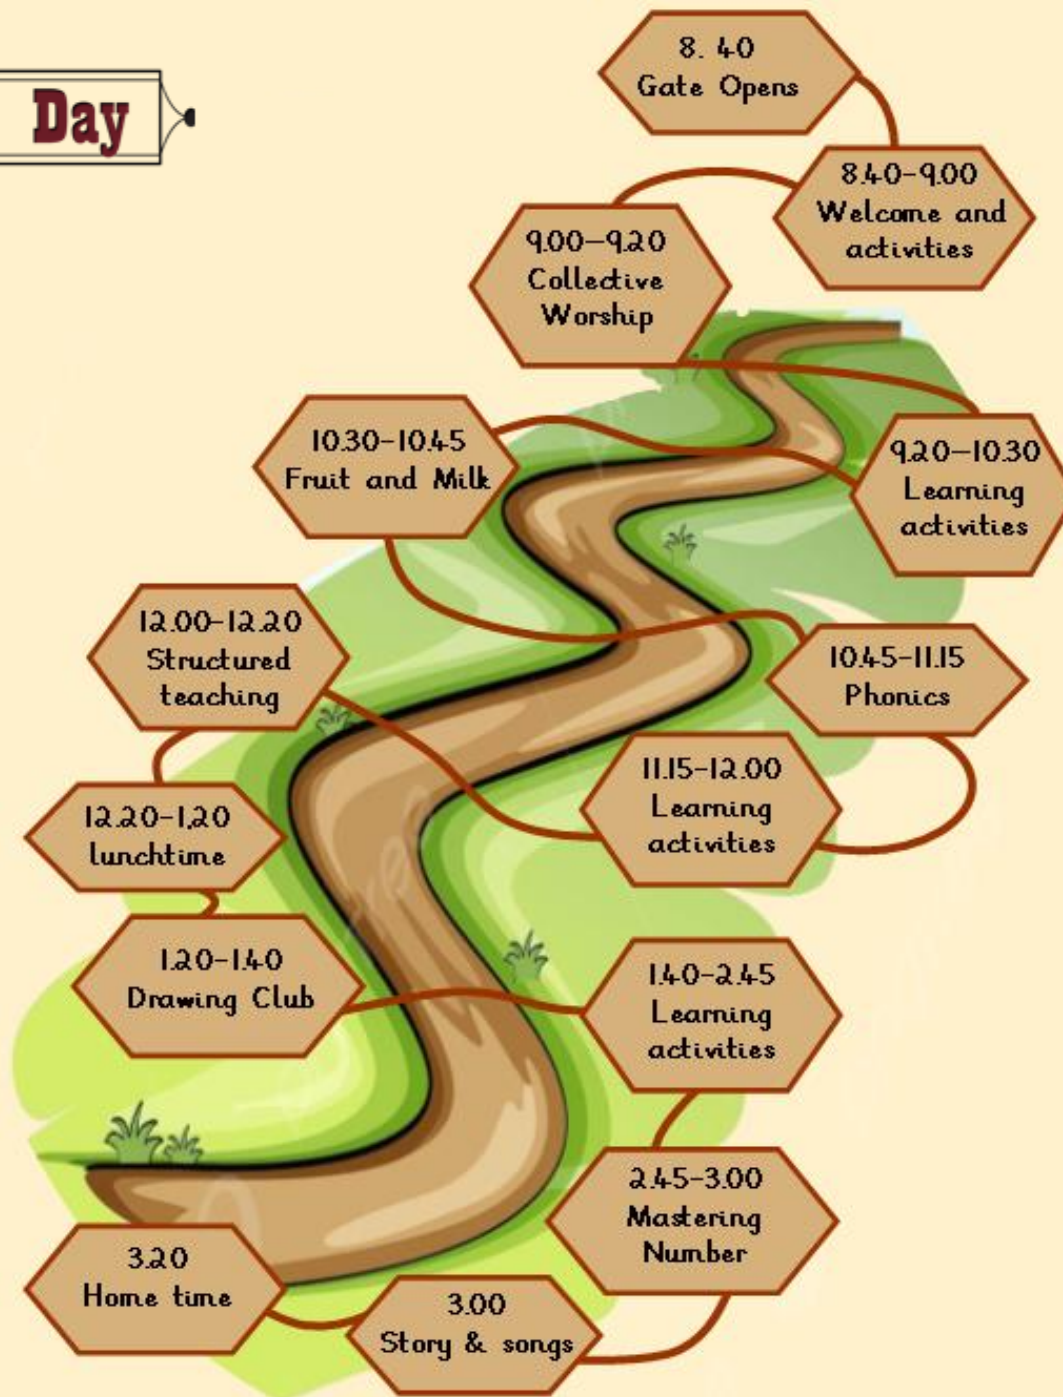 Day
8. 40
Gate Opens
8.40-9.00
Welcome and
activities
9.00-9.20
Collective
Worship
9.20-10.30
Learning
activities
10.30-10.45
Fruit and Milk
10.45-11.15
Phonics
11.15-12.00
Learning
activities
12.00-12.20
Structured
teaching
12.20-1,20
lunchtime
1.20-1.40
Drawing Club
1.40-2.45
Learning
activities
2.45-3.00
Mastering
Number
3.00
Story & songs
3.20
Home time